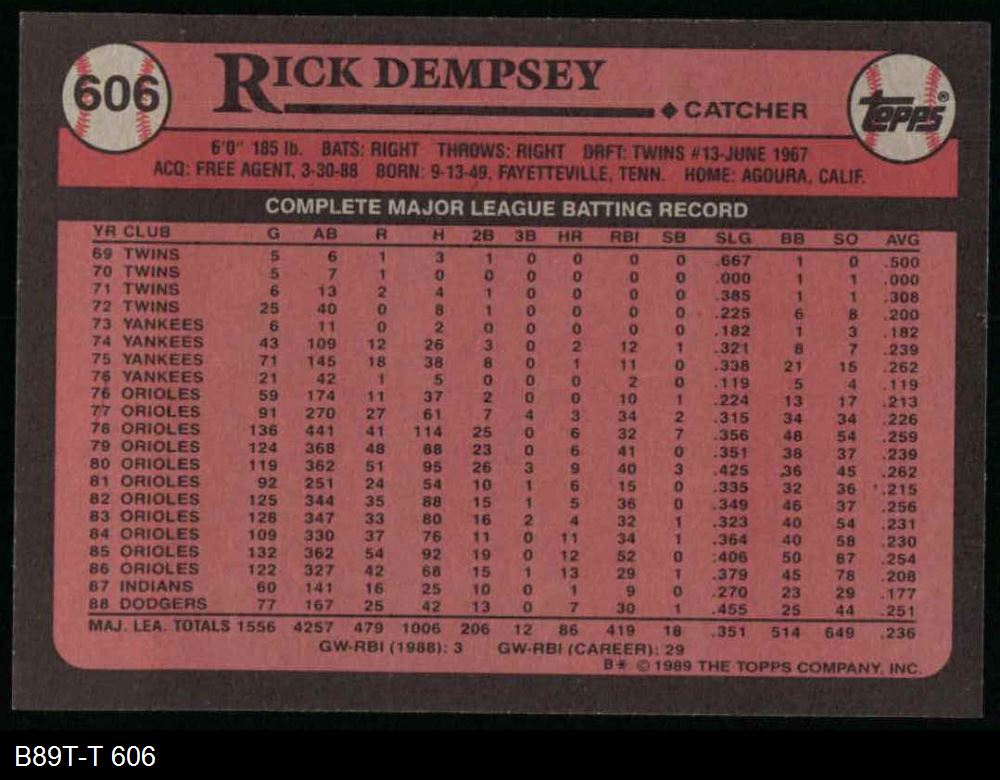 606
RICK DEMPSEY
◆ CATCHER
TOPPS®
6'0" 185 lb. BATS: RIGHT THROWS: RIGHT DRFT: TWINS #13-JUNE 1967
ACQ: FREE AGENT, 3-30-88 BORN: 9-13-49, FAYETTEVILLE, TENN. HOME: AGOURA, CALIF.
COMPLETE MAJOR LEAGUE BATTING RECORD
YR CLUB G AB R H 2B 3B HR RBI SB SLG BB SO AVG
69 TWINS 5 6 1 3 1 0 0 0 0 .667 1 0 .500
70 TWINS 5 7 1 0 0 0 0 0 0 .000 1 1 .000
71 TWINS 6 13 2 4 1 0 0 0 0 .385 1 1 .308
72 TWINS 25 40 0 8 1 0 0 0 0 .225 6 8 .200
73 YANKEES 6 11 0 2 0 0 0 0 0 .182 1 3 .182
74 YANKEES 43 109 12 26 3 0 2 12 1 .321 8 7 .239
75 YANKEES 71 145 18 38 8 0 1 11 0 .338 21 15 .262
76 YANKEES 21 42 1 5 0 0 0 2 0 .119 5 4 .119
76 ORIOLES 59 174 11 37 2 0 0 10 1 .224 13 17 .213
77 ORIOLES 91 270 27 61 7 4 3 34 2 .315 34 34 .226
78 ORIOLES 136 441 41 114 25 0 6 32 7 .356 48 54 .259
79 ORIOLES 124 368 48 88 23 0 6 41 0 .351 38 37 .239
80 ORIOLES 119 362 51 95 26 3 9 40 3 .425 36 45 .262
81 ORIOLES 92 251 24 54 10 1 6 15 0 .335 32 36 .215
82 ORIOLES 125 344 35 88 15 1 5 36 0 .349 46 37 .256
83 ORIOLES 128 347 33 80 16 2 4 32 1 .323 40 54 .231
84 ORIOLES 109 330 37 76 11 0 11 34 1 .364 40 58 .230
85 ORIOLES 132 362 54 92 19 0 12 52 0 .406 50 87 .254
86 ORIOLES 122 327 42 68 15 1 13 29 1 .379 45 78 .208
87 INDIANS 60 141 16 25 10 0 1 9 0 .270 23 29 .177
88 DODGERS 77 167 25 42 13 0 7 30 1 .455 25 44 .251
MAJ. LEA. TOTALS 1556 4257 479 1006 206 12 86 419 18 .351 514 649 .236
GW-RBI (1988): 3 GW-RBI (CAREER): 29
B* © 1989 THE TOPPS COMPANY, INC.
B89T-T 606